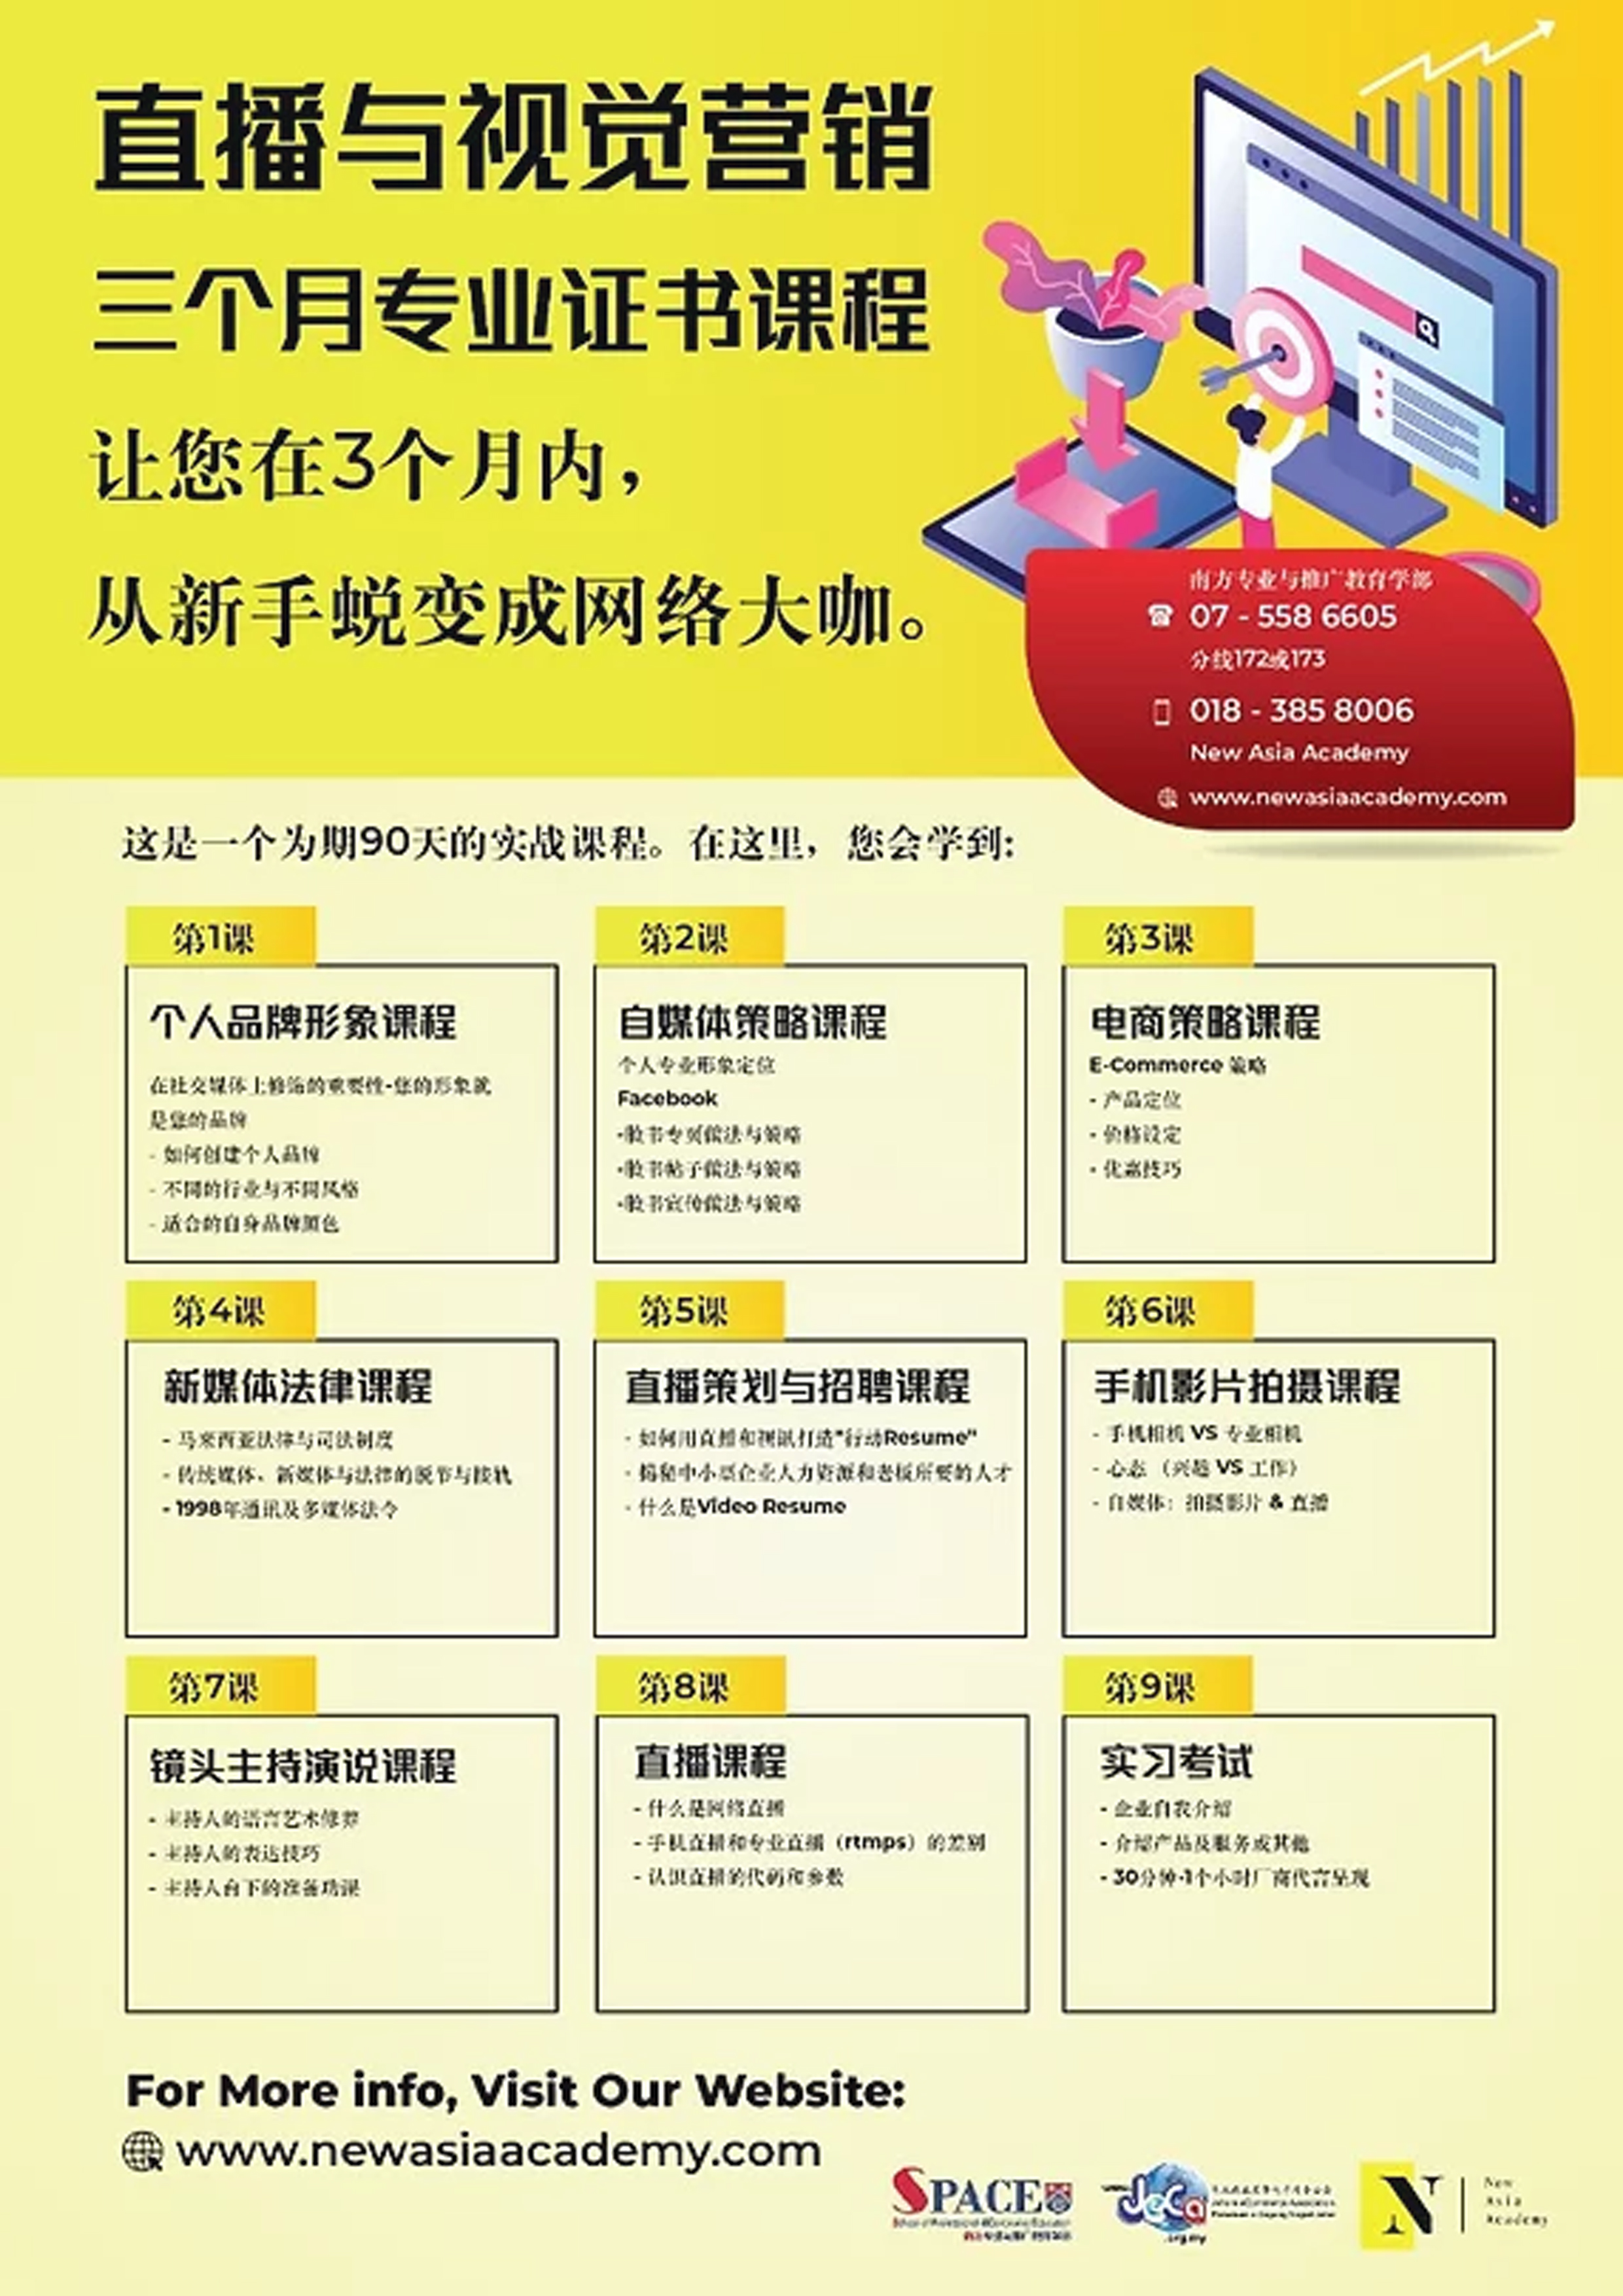 直播与视觉营销
三个月专业证书课程
让您在3个月内，
从新手蜕变成网络大咖。
南方专业与推广教育学部
07 - 558 6605
分线172或173
018 - 385 8006
New Asia Academy
www.newasiaacademy.com
这是一个为期90天的实战课程。在这里，您会学到:
第1课
个人品牌形象课程
在社交媒体上修饰的重要性-您的形象就
是您的品牌
- 如何创建个人品牌
- 不同的行业与不同风格
- 适合的自身品牌颜色
第2课
自媒体策略课程
个人专业形象定位
Facebook
-脸书专页做法与策略
-脸书帖子做法与策略
-脸书宣传做法与策略
第3课
电商策略课程
E-Commerce 策略
- 产品定位
- 价格设定
- 优惠技巧
第4课
新媒体法律课程
- 马来西亚法律与司法制度
- 传统媒体、新媒体与法律的脱节与接轨
- 1998年通讯及多媒体法令
第5课
直播策划与招聘课程
- 如何用直播和视讯打造"行动Resume"
- 揭秘中小型企业人力资源和老板所要的人才
- 什么是Video Resume
第6课
手机影片拍摄课程
- 手机相机 VS 专业相机
- 心态 （兴趣 VS 工作）
- 自媒体：拍摄影片 & 直播
第7课
镜头主持演说课程
- 主持人的语言艺术修养
- 主持人的表达技巧
- 主持人台下的准备功课
第8课
直播课程
- 什么是网络直播
- 手机直播和专业直播（rtmps）的差别
- 认识直播的代码和参数
第9课
实习考试
- 企业自我介绍
- 介绍产品及服务或其他
- 30分钟-1个小时厂商代言呈现
For More info, Visit Our Website:
www.newasiaacademy.com
SPACE
JeCa
.org.my
N
New
Asia
Academy